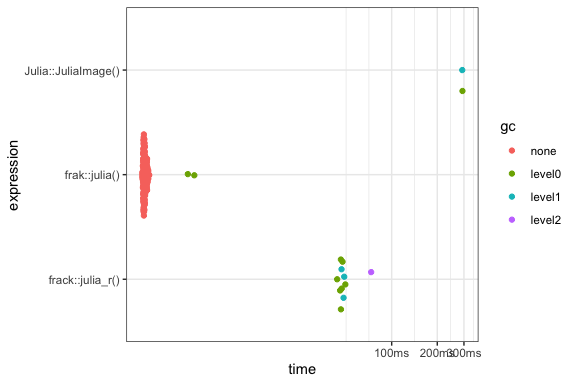 Julia::JuliaImage()
frak::julia()
frack::julia_r()
expression
100ms 200ms 300ms
time
gc
none
level0
level1
level2